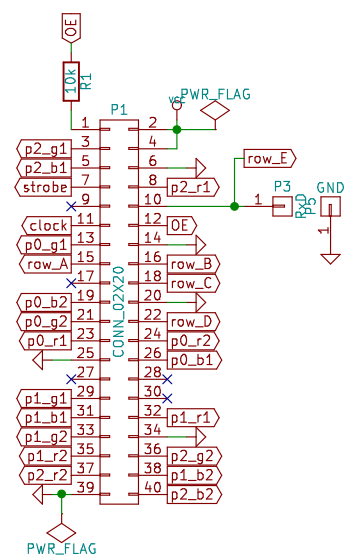 OE
10k
R1
P1
VCC
PWR_FLAG
1 2
p2_g1 3 4
p2_b1 5 6
strobe 7 8 p2_r1
9 10
row_E
1 P3
RxD
GND
P5
1
clock 11 12 OE
p0_g1 13 14
row_A 15 16 row_B
17 18 row_C
p0_b2 19 20
p0_g2 21 22 row_D
p0_r1 23 24 p0_r2
25 26 p0_b1
27 28
p1_g1 29 30
p1_b1 31 32 p1_r1
p1_g2 33 34
p1_r2 35 36 p2_g2
p2_r2 37 38 p1_b2
39 40 p2_b2
CONN_02X20
PWR_FLAG